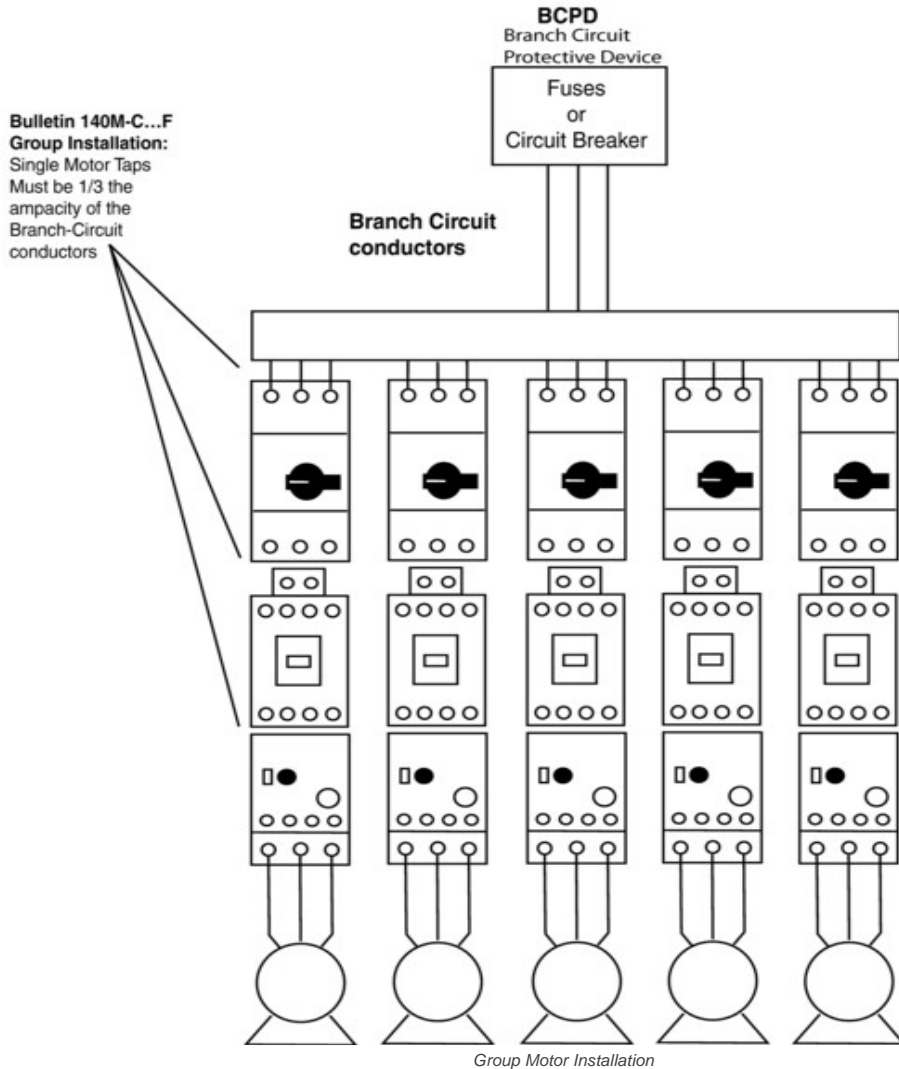 BCPD
Branch Circuit
Protective Device
Fuses
or
Circuit Breaker
Bulletin 140M-C...F
Group Installation:
Single Motor Taps
Must be 1/3 the
ampacity of the
Branch-Circuit
conductors
Branch Circuit
conductors
Group Motor Installation